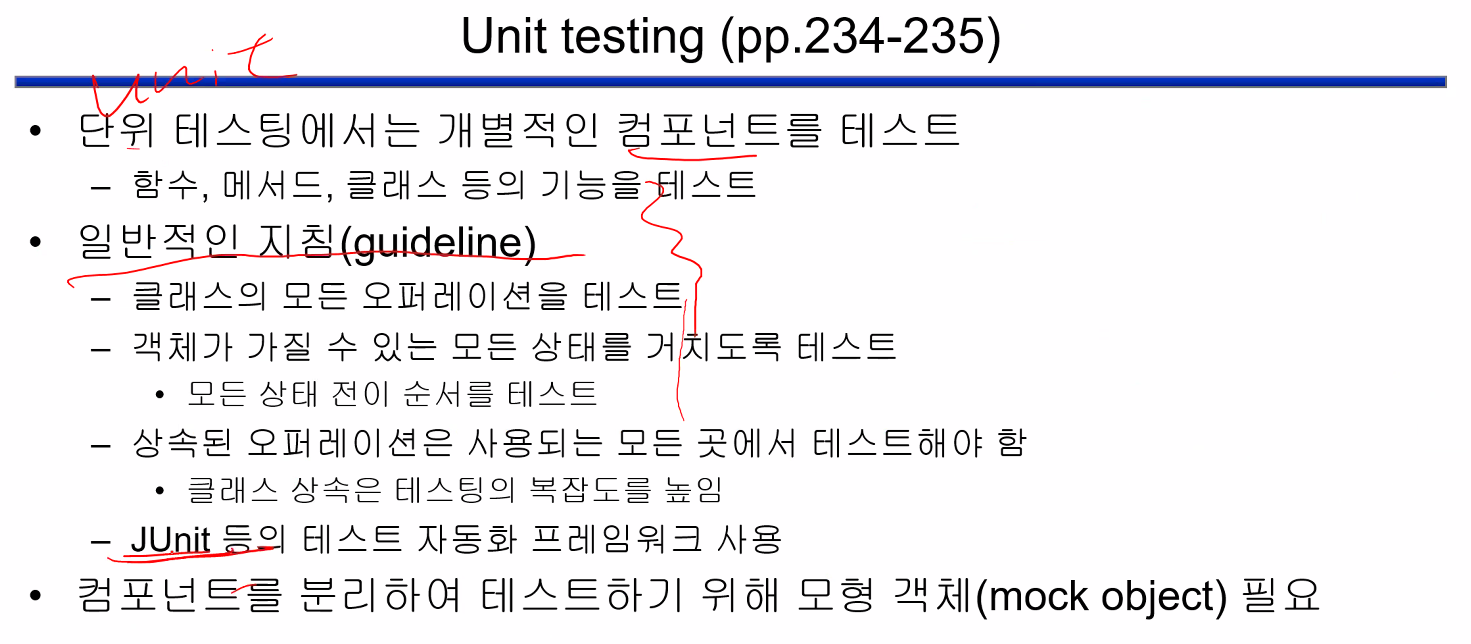 Unit testing (pp.234-235)
unit
• 단위 테스팅에서는 개별적인 컴포넌트를 테스트
– 함수, 메서드, 클래스 등의 기능을 테스트
• 일반적인 지침(guideline)
– 클래스의 모든 오퍼레이션을 테스트
– 객체가 가질 수 있는 모든 상태를 거치도록 테스트
• 모든 상태 전이 순서를 테스트
– 상속된 오퍼레이션은 사용되는 모든 곳에서 테스트해야 함
• 클래스 상속은 테스팅의 복잡도를 높임
– JUnit 등의 테스트 자동화 프레임워크 사용
• 컴포넌트를 분리하여 테스트하기 위해 모형 객체(mock object) 필요